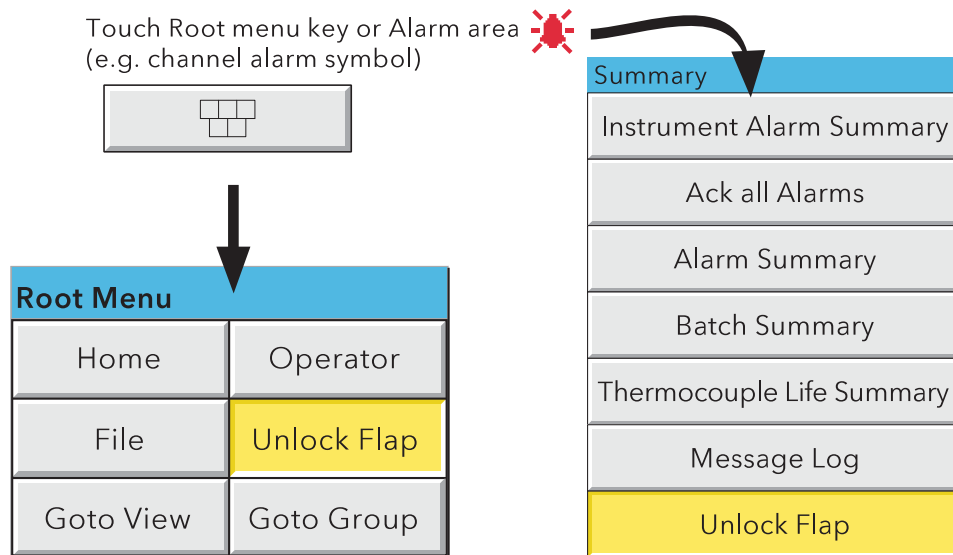 Touch Root menu key or Alarm area
(e.g. channel alarm symbol)
Summary
Instrument Alarm Summary
Ack all Alarms
Alarm Summary
Batch Summary
Thermocouple Life Summary
Message Log
Unlock Flap
Root Menu
Home
Operator
File
Unlock Flap
Goto View
Goto Group